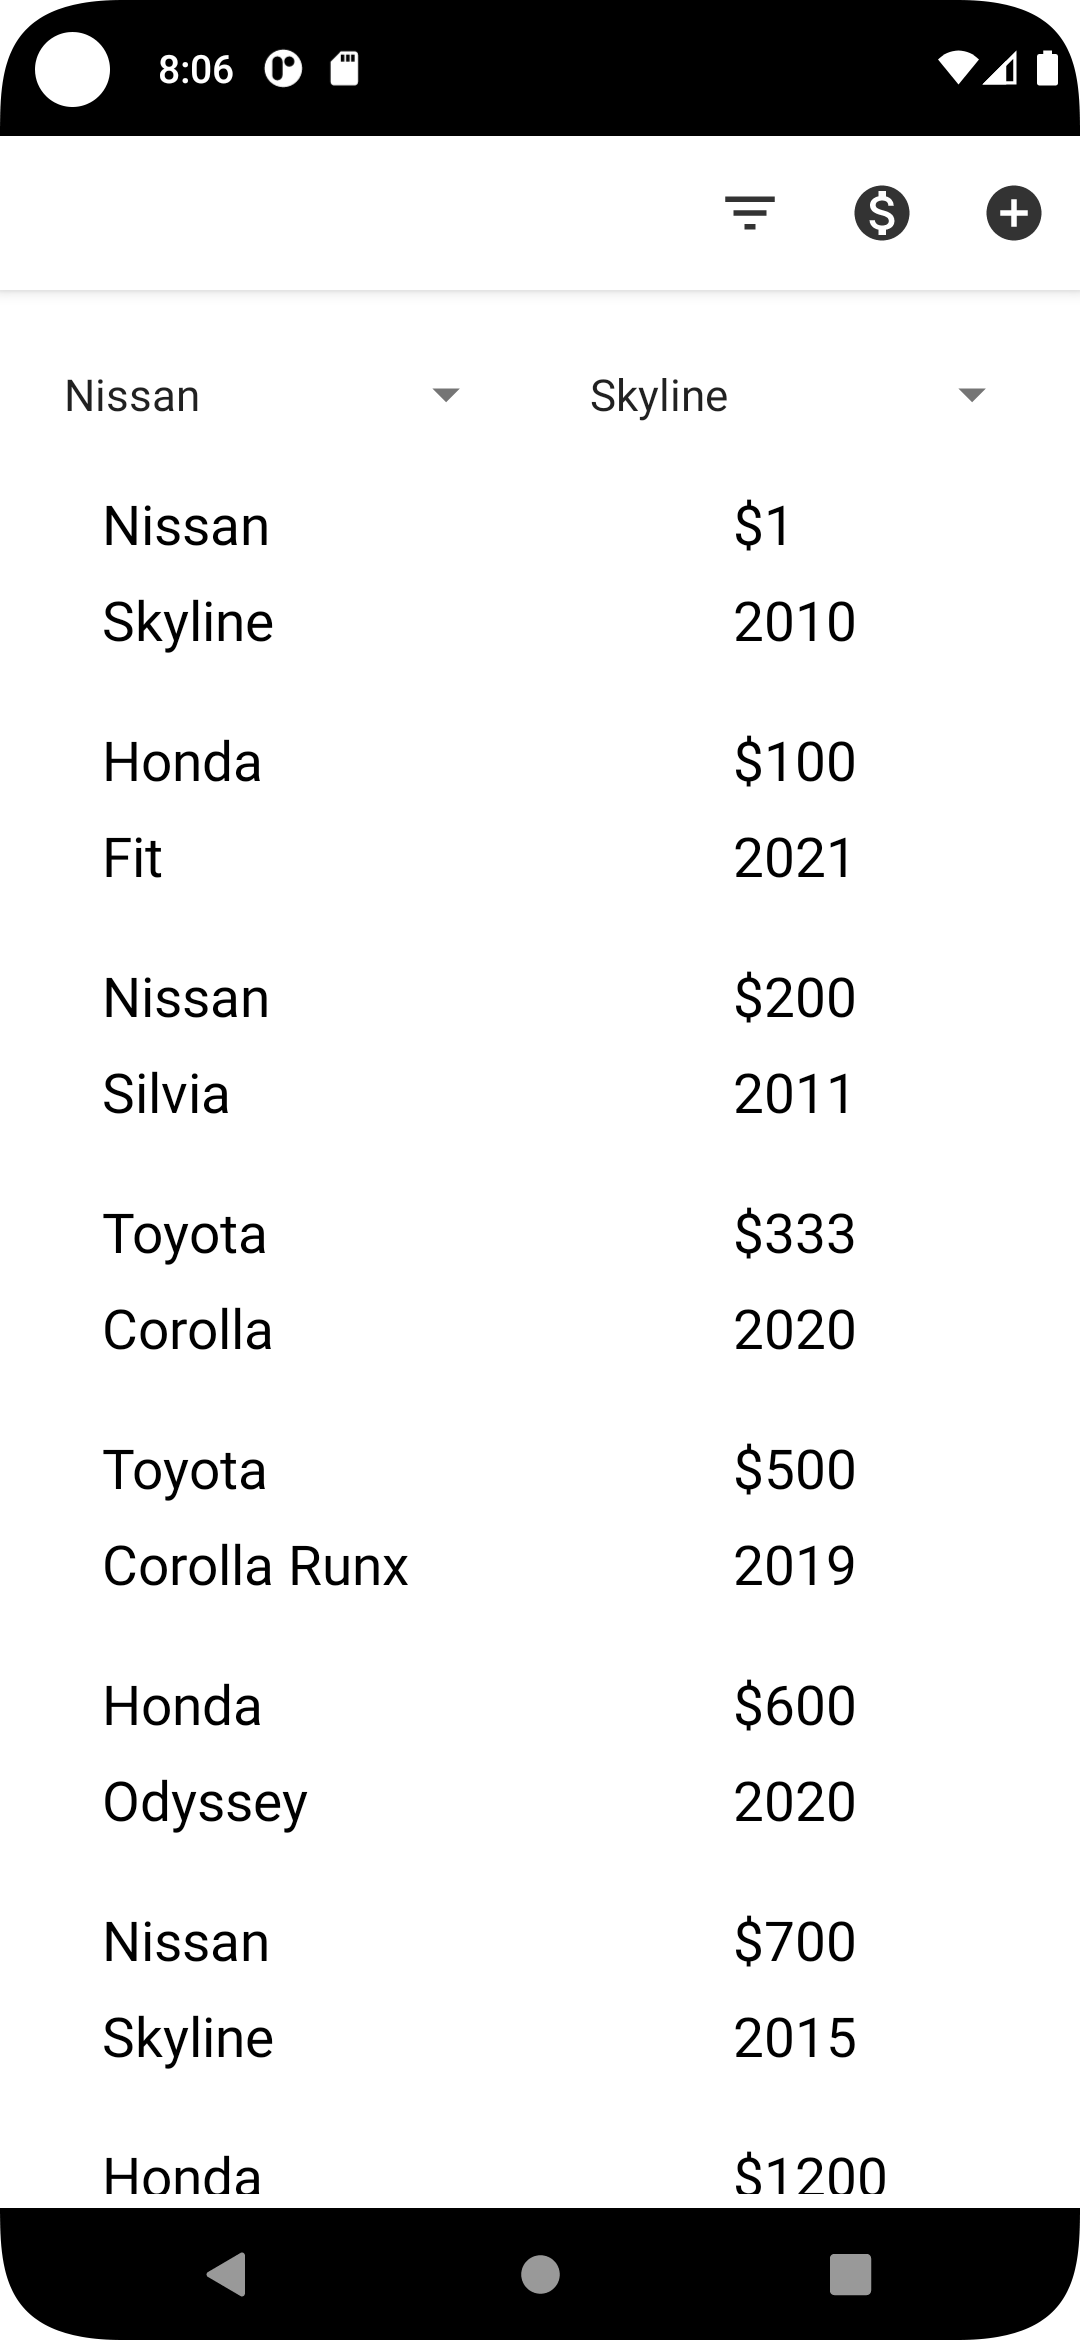 8:06
Nissan Skyline
Nissan $1
Skyline 2010
Honda $100
Fit 2021
Nissan $200
Silvia 2011
Toyota $333
Corolla 2020
Toyota $500
Corolla Runx 2019
Honda $600
Odyssey 2020
Nissan $700
Skyline 2015
Honda $1200